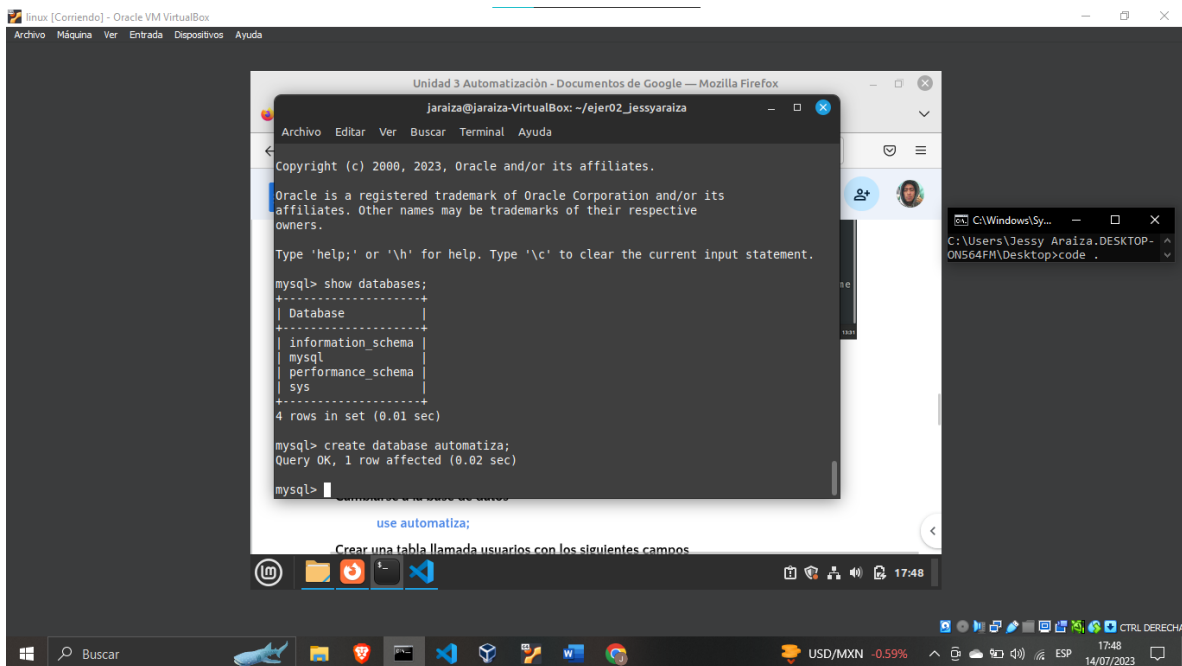 linux [Corriendo] - Oracle VM VirtualBox
Archivo Máquina Ver Entrada Dispositivos Ayuda
Unidad 3 Automatizaciòn - Documentos de Google — Mozilla Firefox
jaraiza@jaraiza-VirtualBox: ~/ejer02_jessyaraiza
Archivo Editar Ver Buscar Terminal Ayuda
Copyright (c) 2000, 2023, Oracle and/or its affiliates.
Oracle is a registered trademark of Oracle Corporation and/or its
affiliates. Other names may be trademarks of their respective
owners.
Type 'help;' or '\h' for help. Type '\c' to clear the current input statement.
mysql> show databases;
+--------------------+
| Database           |
+--------------------+
| information_schema |
| mysql              |
| performance_schema |
| sys                |
+--------------------+
4 rows in set (0.01 sec)
mysql> create database automatiza;
Query OK, 1 row affected (0.02 sec)
mysql>
Cambiarse a la base de datos
use automatiza;
Crear una tabla llamada usuarios con los siguientes campos
17:48
C:\Windows\Sy...
C:\Users\Jessy Araiza.DESKTOP-
ON564FM\Desktop>code .
CTRL DERECHA
Buscar
USD/MXN -0.59%
ESP
17:48
14/07/2023